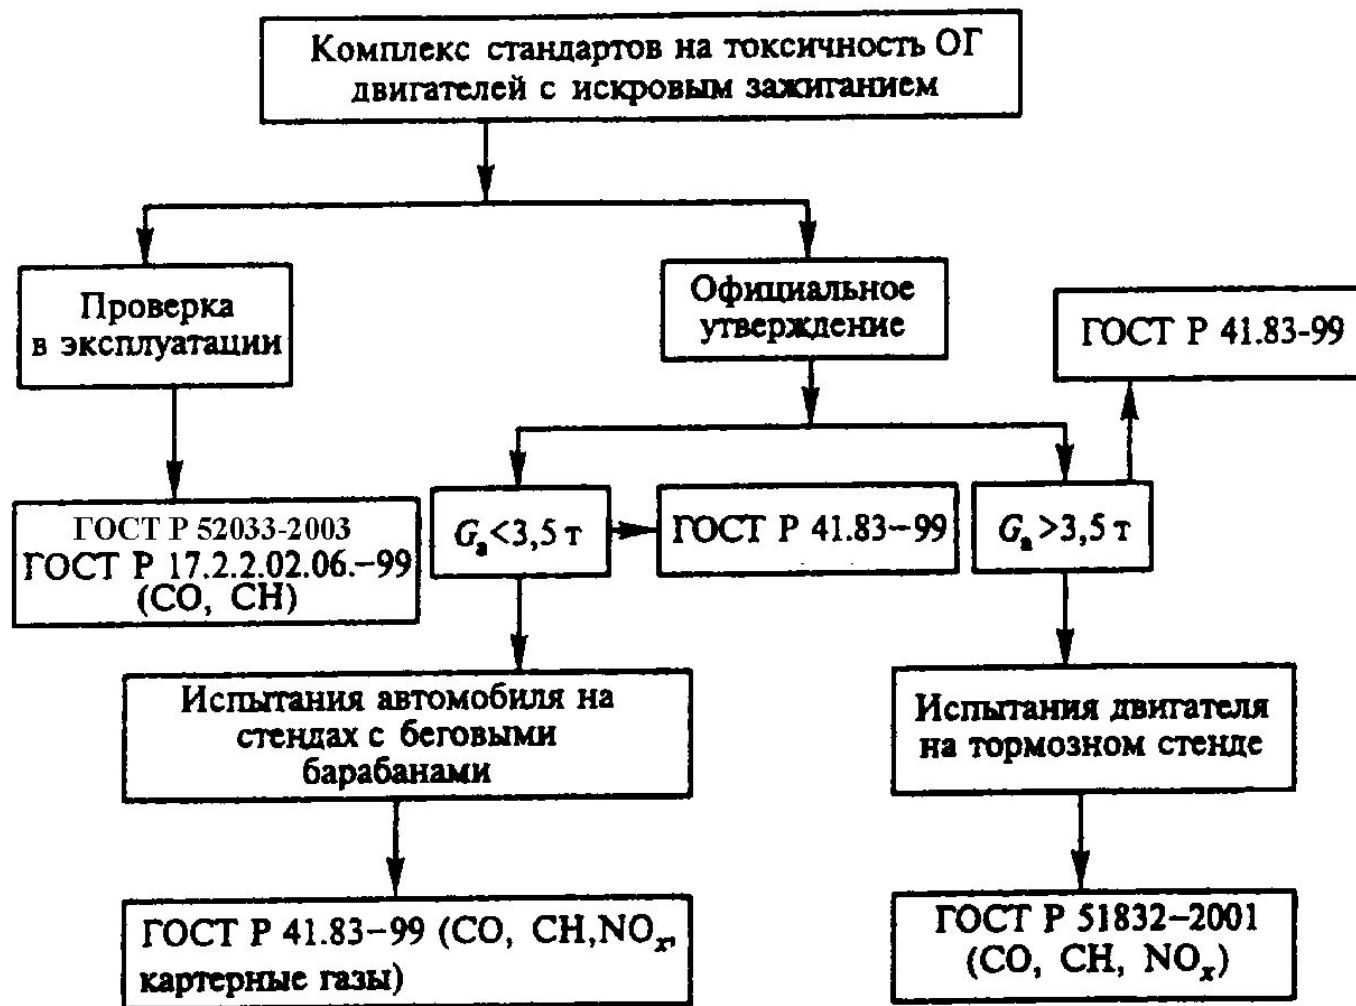 Комплекс стандартов на токсичность ОГ
двигателей с искровым зажиганием
Проверка
в эксплуатации
Официальное
утверждение
ГОСТ Р 41.83-99
ГОСТ Р 52033-2003
ГОСТ Р 17.2.2.02.06.–99
(CO, CH)
Gₐ<3,5 т
ГОСТ Р 41.83–99
Gₐ>3,5 т
Испытания автомобиля на
стендах с беговыми
барабанами
Испытания двигателя
на тормозном стенде
ГОСТ Р 41.83–99 (CO, CH,NOₓ,
картерные газы)
ГОСТ Р 51832–2001
(CO, CH, NOₓ)